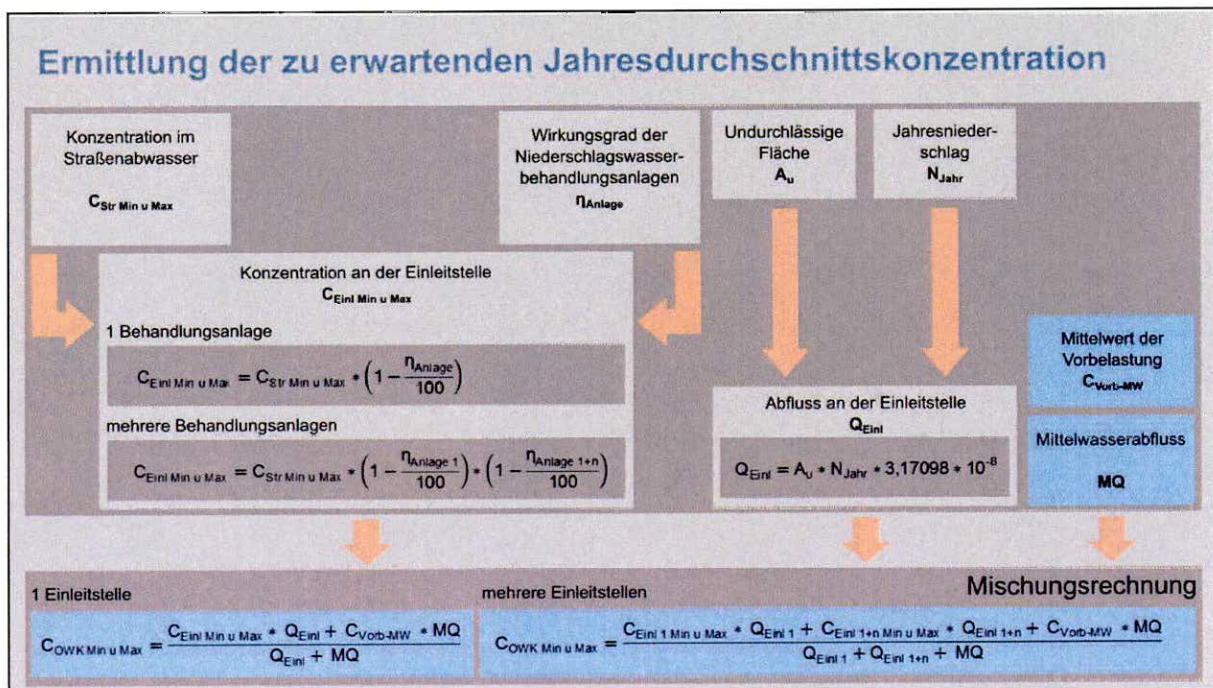 Ermittlung der zu erwartenden Jahresdurchschnittskonzentration
Konzentration im
Straßenabwasser
C_Str Min u Max
Wirkungsgrad der
Niederschlagswasser-
behandlungsanlagen
η_Anlage
Undurchlässige
Fläche
A_u
Jahresnieder-
schlag
N_Jahr
Konzentration an der Einleitstelle
C_Einl Min u Max
1 Behandlungsanlage
C_Einl Min u Max = C_Str Min u Max * (1 − η_Anlage/100)
mehrere Behandlungsanlagen
C_Einl Min u Max = C_Str Min u Max * (1 − η_Anlage 1/100) * (1 − η_Anlage 1+n/100)
Abfluss an der Einleitstelle
Q_Einl
Q_Einl = A_u * N_Jahr * 3,17098 * 10^-8
Mittelwert der
Vorbelastung
C_Vorb-MW
Mittelwasserabfluss
MQ
Mischungsrechnung
1 Einleitstelle
C_OWK Min u Max = (C_Einl Min u Max * Q_Einl + C_Vorb-MW * MQ) / (Q_Einl + MQ)
mehrere Einleitstellen
C_OWK Min u Max = (C_Einl 1 Min u Max * Q_Einl 1 + C_Einl 1+n Min u Max * Q_Einl 1+n + C_Vorb-MW * MQ) / (Q_Einl 1 + Q_Einl 1+n + MQ)